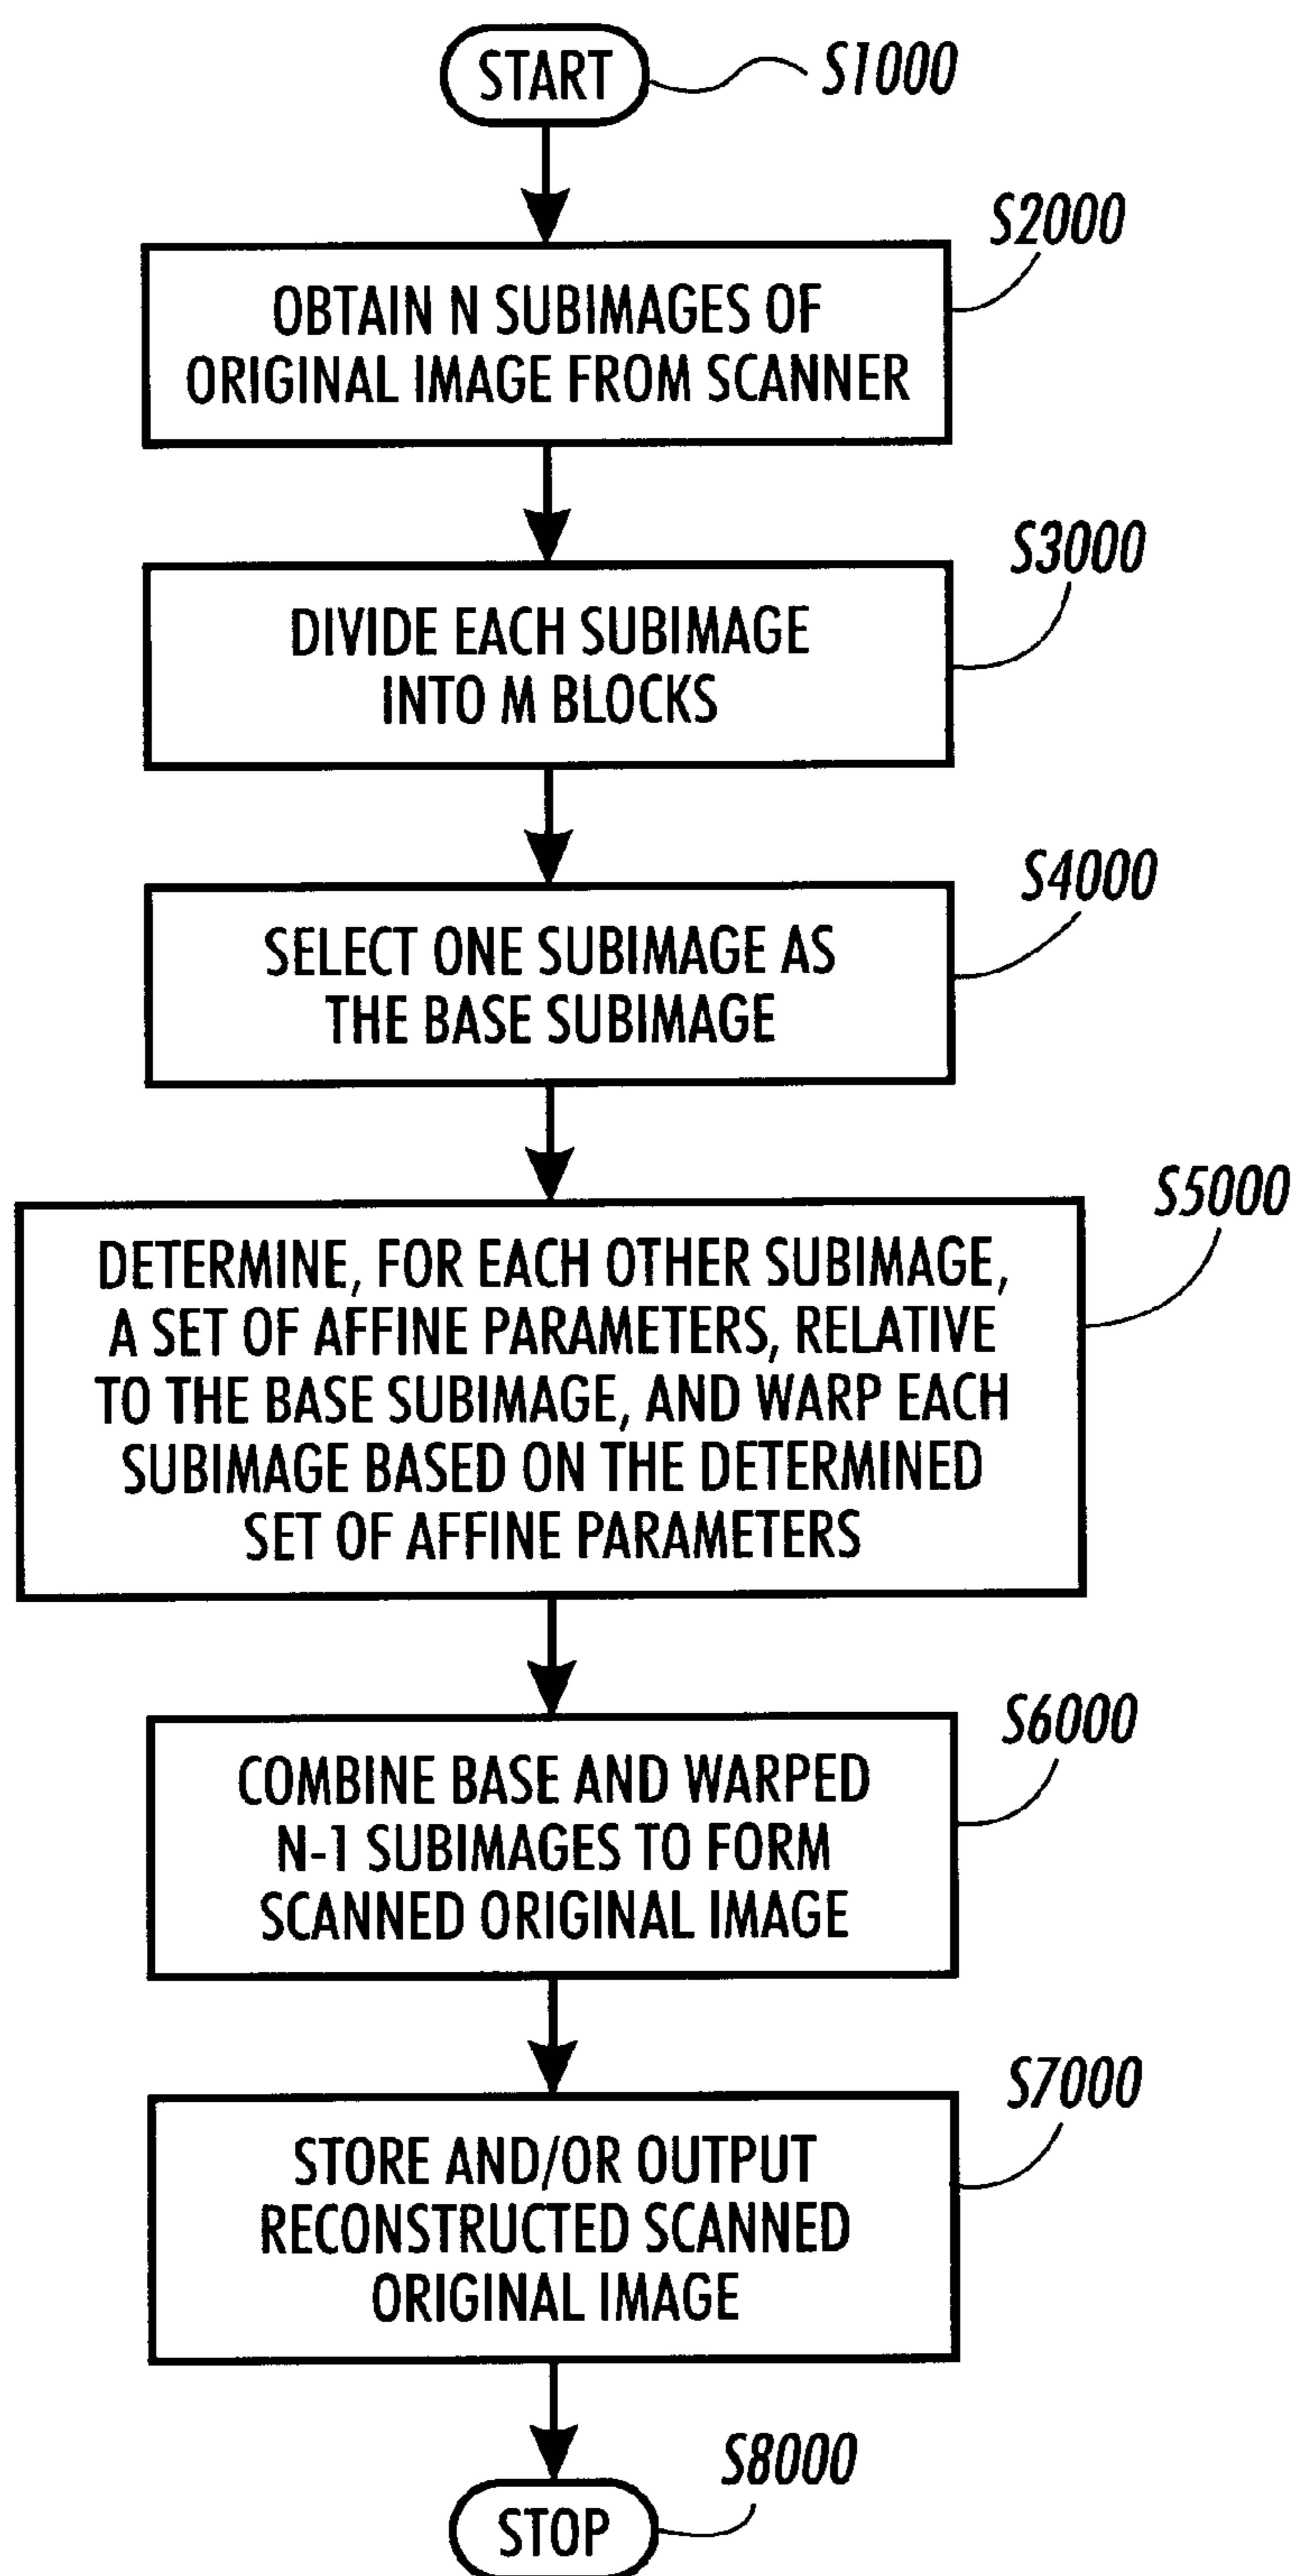 START
S1000
S2000
OBTAIN N SUBIMAGES OF
ORIGINAL IMAGE FROM SCANNER
S3000
DIVIDE EACH SUBIMAGE
INTO M BLOCKS
S4000
SELECT ONE SUBIMAGE AS
THE BASE SUBIMAGE
S5000
DETERMINE, FOR EACH OTHER SUBIMAGE,
A SET OF AFFINE PARAMETERS, RELATIVE
TO THE BASE SUBIMAGE, AND WARP EACH
SUBIMAGE BASED ON THE DETERMINED
SET OF AFFINE PARAMETERS
S6000
COMBINE BASE AND WARPED
N-1 SUBIMAGES TO FORM
SCANNED ORIGINAL IMAGE
S7000
STORE AND/OR OUTPUT
RECONSTRUCTED SCANNED
ORIGINAL IMAGE
S8000
STOP